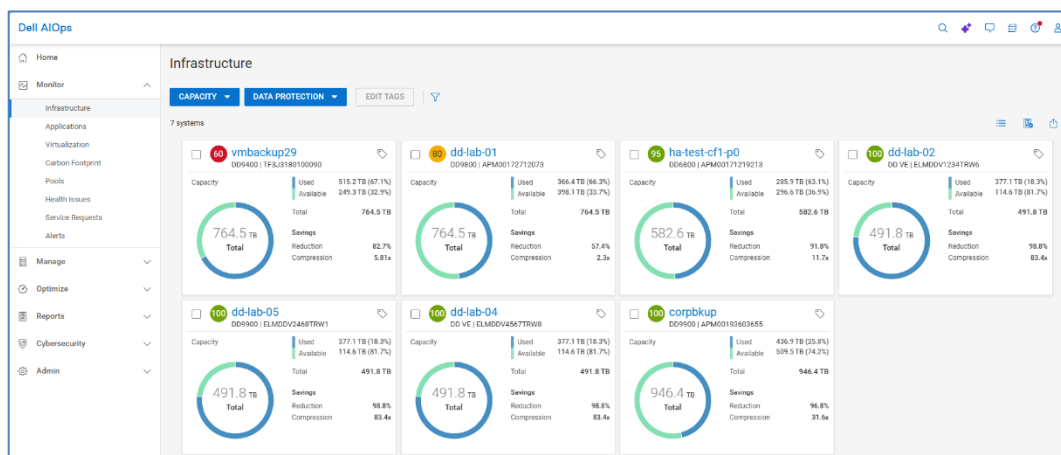 Dell AIOps
Home
Monitor
Infrastructure
Applications
Virtualization
Carbon Footprint
Pools
Health Issues
Service Requests
Alerts
Manage
Optimize
Reports
Cybersecurity
Admin
Infrastructure
CAPACITY DATA PROTECTION EDIT TAGS
7 systems
60 vmbackup29
DD9400 | TF3J3180100090
Capacity
Used 515.2 TB (67.1%)
Available 249.3 TB (32.9%)
Total 764.5 TB
Savings
Reduction 82.7%
Compression 5.81x
764.5 TB
Total
80 dd-lab-01
DD9800 | APM00172712073
Capacity
Used 366.4 TB (66.3%)
Available 398.1 TB (33.7%)
Total 764.5 TB
Savings
Reduction 57.4%
Compression 2.3x
764.5 TB
Total
95 ha-test-cf1-p0
DD6800 | APM00171219213
Capacity
Used 285.9 TB (63.1%)
Available 296.6 TB (36.9%)
Total 582.6 TB
Savings
Reduction 91.8%
Compression 11.7x
582.6 TB
Total
100 dd-lab-02
DD VE | ELMDDV1234TRW6
Capacity
Used 377.1 TB (18.3%)
Available 114.6 TB (81.7%)
Total 491.8 TB
Savings
Reduction 98.8%
Compression 83.4x
491.8 TB
Total
100 dd-lab-05
DD9900 | ELMDDV2468TRW1
Capacity
Used 377.1 TB (18.3%)
Available 114.6 TB (81.7%)
Total 491.8 TB
Savings
Reduction 98.8%
Compression 83.4x
491.8 TB
Total
100 dd-lab-04
DD VE | ELMDDV4567TRW8
Capacity
Used 377.1 TB (18.3%)
Available 114.6 TB (81.7%)
Total 491.8 TB
Savings
Reduction 98.8%
Compression 83.4x
491.8 TB
Total
100 corpbkup
DD9900 | APM00193603655
Capacity
Used 436.9 TB (25.8%)
Available 509.5 TB (74.2%)
Total 946.4 TB
Savings
Reduction 96.8%
Compression 31.6x
946.4 TB
Total